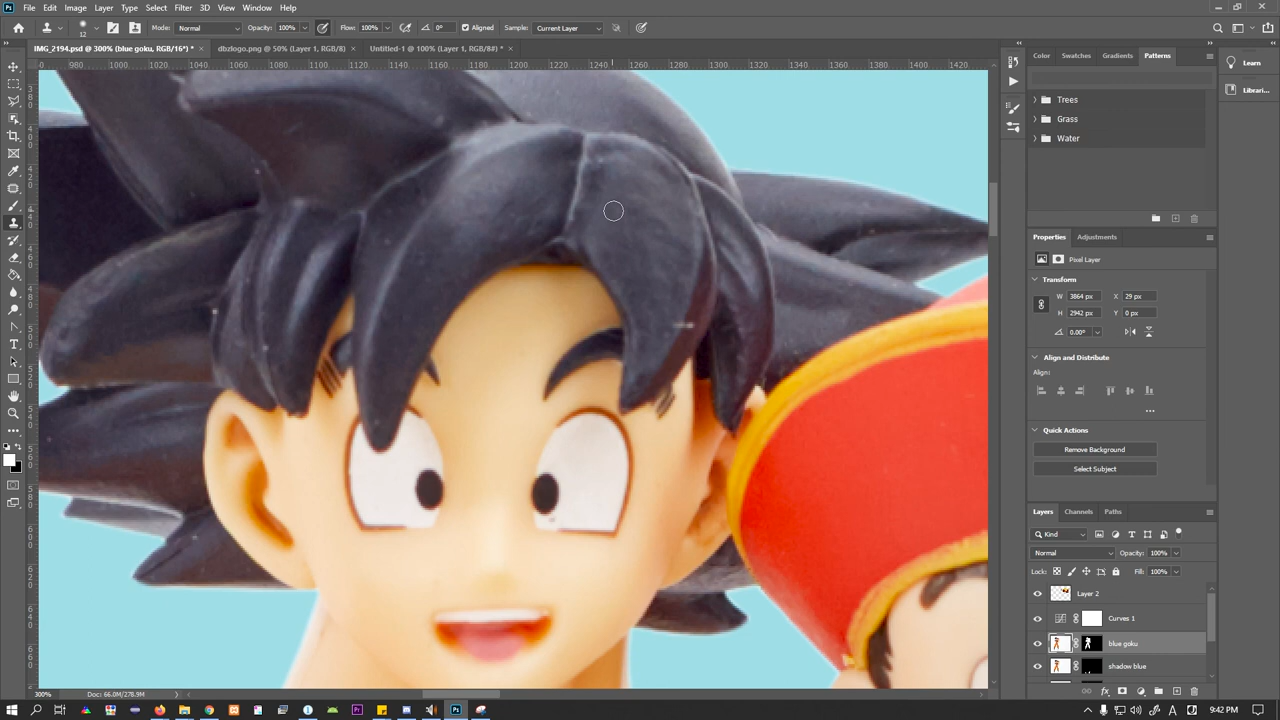 File Edit Image Layer Type Select Filter 3D View Window Help
12 Mode: Normal Opacity: 100% Flow: 100% 0° Aligned Sample: Current Layer
IMG_2194.psd @ 300% (blue goku, RGB/16*) * × dbzlogo.png @ 50% (Layer 1, RGB/8) × Untitled-1 @ 100% (Layer 1, RGB/8#) * ×
980 1000 1020 1040 1060 1080 1100 1120 1140 1160 1180 1200 1220 1240 1260 1280 1300 1320 1340 1360 1380 1400 1420
Color Swatches Gradients Patterns
Learn
Librari...
Trees
Grass
Water
Properties Adjustments
Pixel Layer
Transform
W 3864 px X 29 px
H 2942 px Y 0 px
0.00°
Align and Distribute
Align:
Quick Actions
Remove Background
Select Subject
Layers Channels Paths
Kind
Normal Opacity: 100%
Lock: Fill: 100%
Layer 2
Curves 1
blue goku
shadow blue
300% Doc: 66.0M/278.9M
9:42 PM